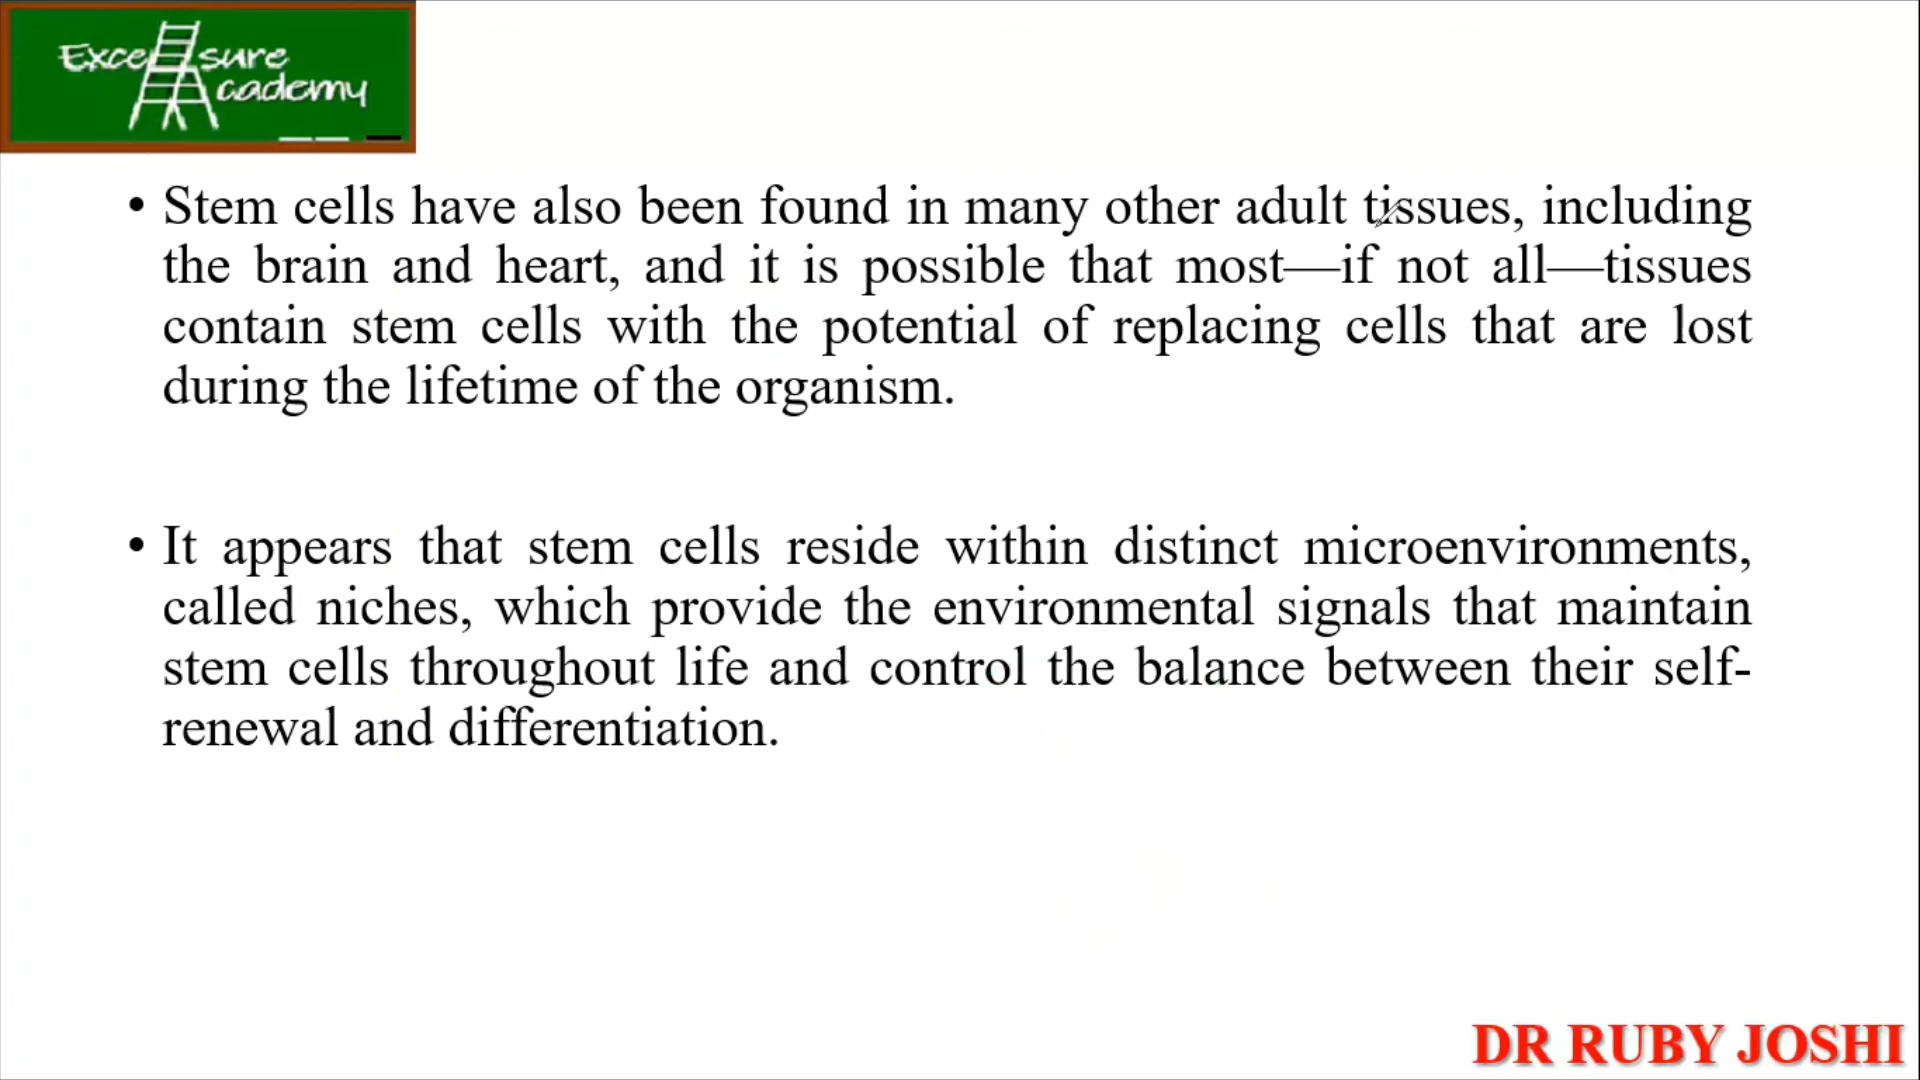 Excel sure
Academy
• Stem cells have also been found in many other adult tissues, including
the brain and heart, and it is possible that most—if not all—tissues
contain stem cells with the potential of replacing cells that are lost
during the lifetime of the organism.
• It appears that stem cells reside within distinct microenvironments,
called niches, which provide the environmental signals that maintain
stem cells throughout life and control the balance between their self-
renewal and differentiation.
DR RUBY JOSHI